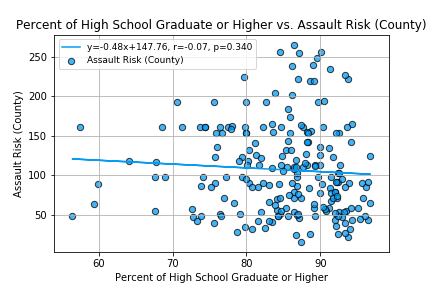 Percent of High School Graduate or Higher vs. Assault Risk (County)
y=-0.48x+147.76, r=-0.07, p=0.340
Assault Risk (County)
250
200
150
100
50
Assault Risk (County)
60 70 80 90
Percent of High School Graduate or Higher